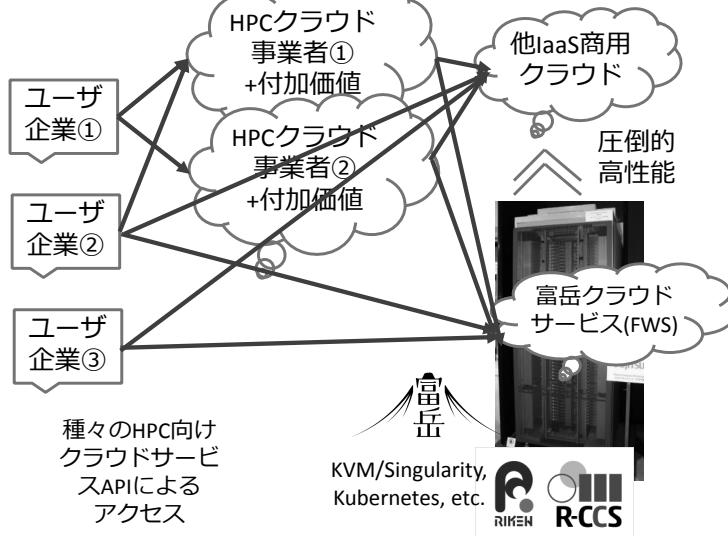 HPCクラウド
事業者①
+付加価値
他IaaS商用
クラウド
ユーザ
企業①
HPCクラウド
事業者②
+付加価値
圧倒的
高性能
ユーザ
企業②
富岳クラウド
サービス(FWS)
ユーザ
企業③
富岳
種々のHPC向け
クラウドサービ
スAPIによる
アクセス
KVM/Singularity,
Kubernetes, etc.
RIKEN
R-CCS